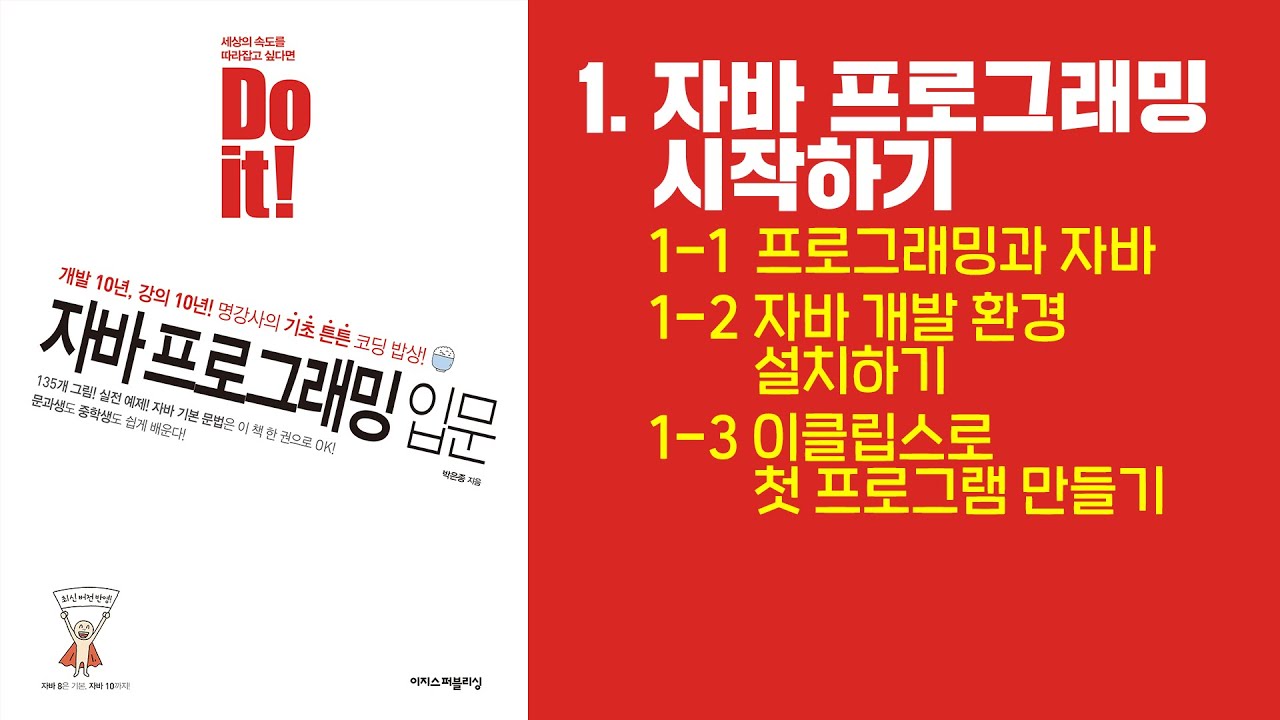 세상의 속도를
따라잡고 싶다면
Do
it!
개발 10년, 강의 10년! 명강사의 기초 튼튼 코딩 밥상!
자바 프로그래밍 입문
135개 그림! 실전 예제! 자바 기본 문법은 이 책 한 권으로 OK!
문과생도 중학생도 쉽게 배운다!
박은종 지음
최신 버전 반영!
자바 8은 기본, 자바 10까지!
이지스 퍼블리싱
1. 자바 프로그래밍
시작하기
1-1 프로그래밍과 자바
1-2 자바 개발 환경
설치하기
1-3 이클립스로
첫 프로그램 만들기